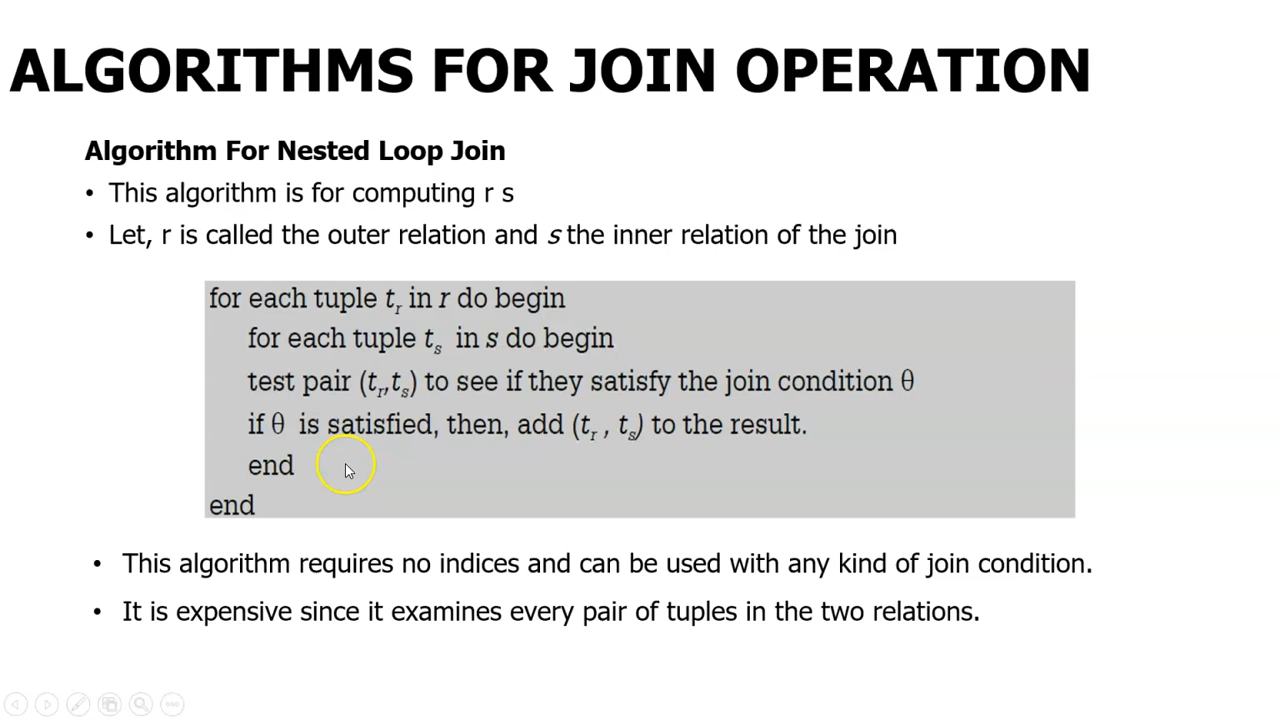 ALGORITHMS FOR JOIN OPERATION
Algorithm For Nested Loop Join
• This algorithm is for computing r s
• Let, r is called the outer relation and s the inner relation of the join
for each tuple tr in r do begin
for each tuple ts in s do begin
test pair (tr,ts) to see if they satisfy the join condition θ
if θ is satisfied, then, add (tr , ts) to the result.
end
end
• This algorithm requires no indices and can be used with any kind of join condition.
• It is expensive since it examines every pair of tuples in the two relations.